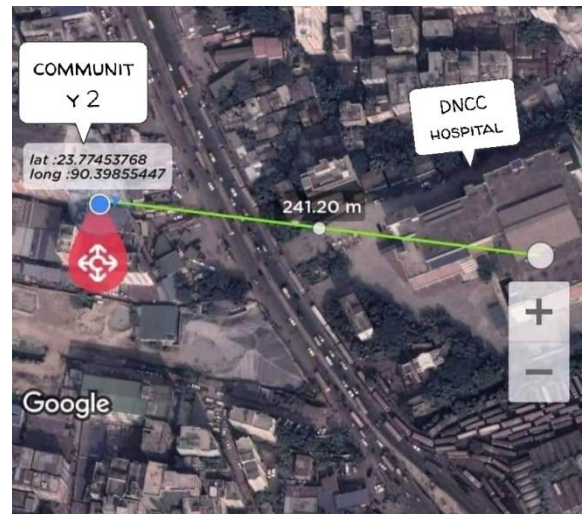 COMMUNIT
Y 2
DNCC
HOSPITAL
lat :23.77453768
long :90.39855447
241.20 m
+
−
Google